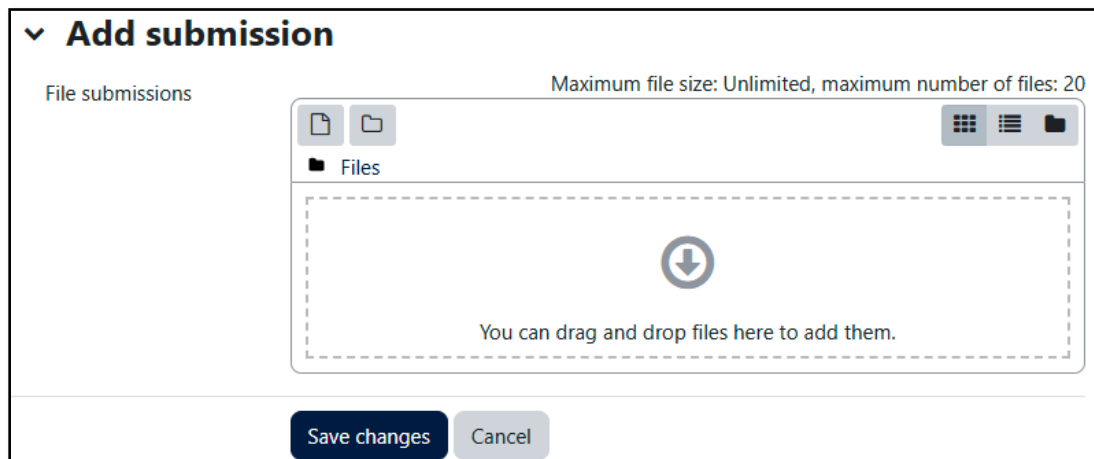 Add submission
File submissions
Maximum file size: Unlimited, maximum number of files: 20
Files
You can drag and drop files here to add them.
Save changes
Cancel